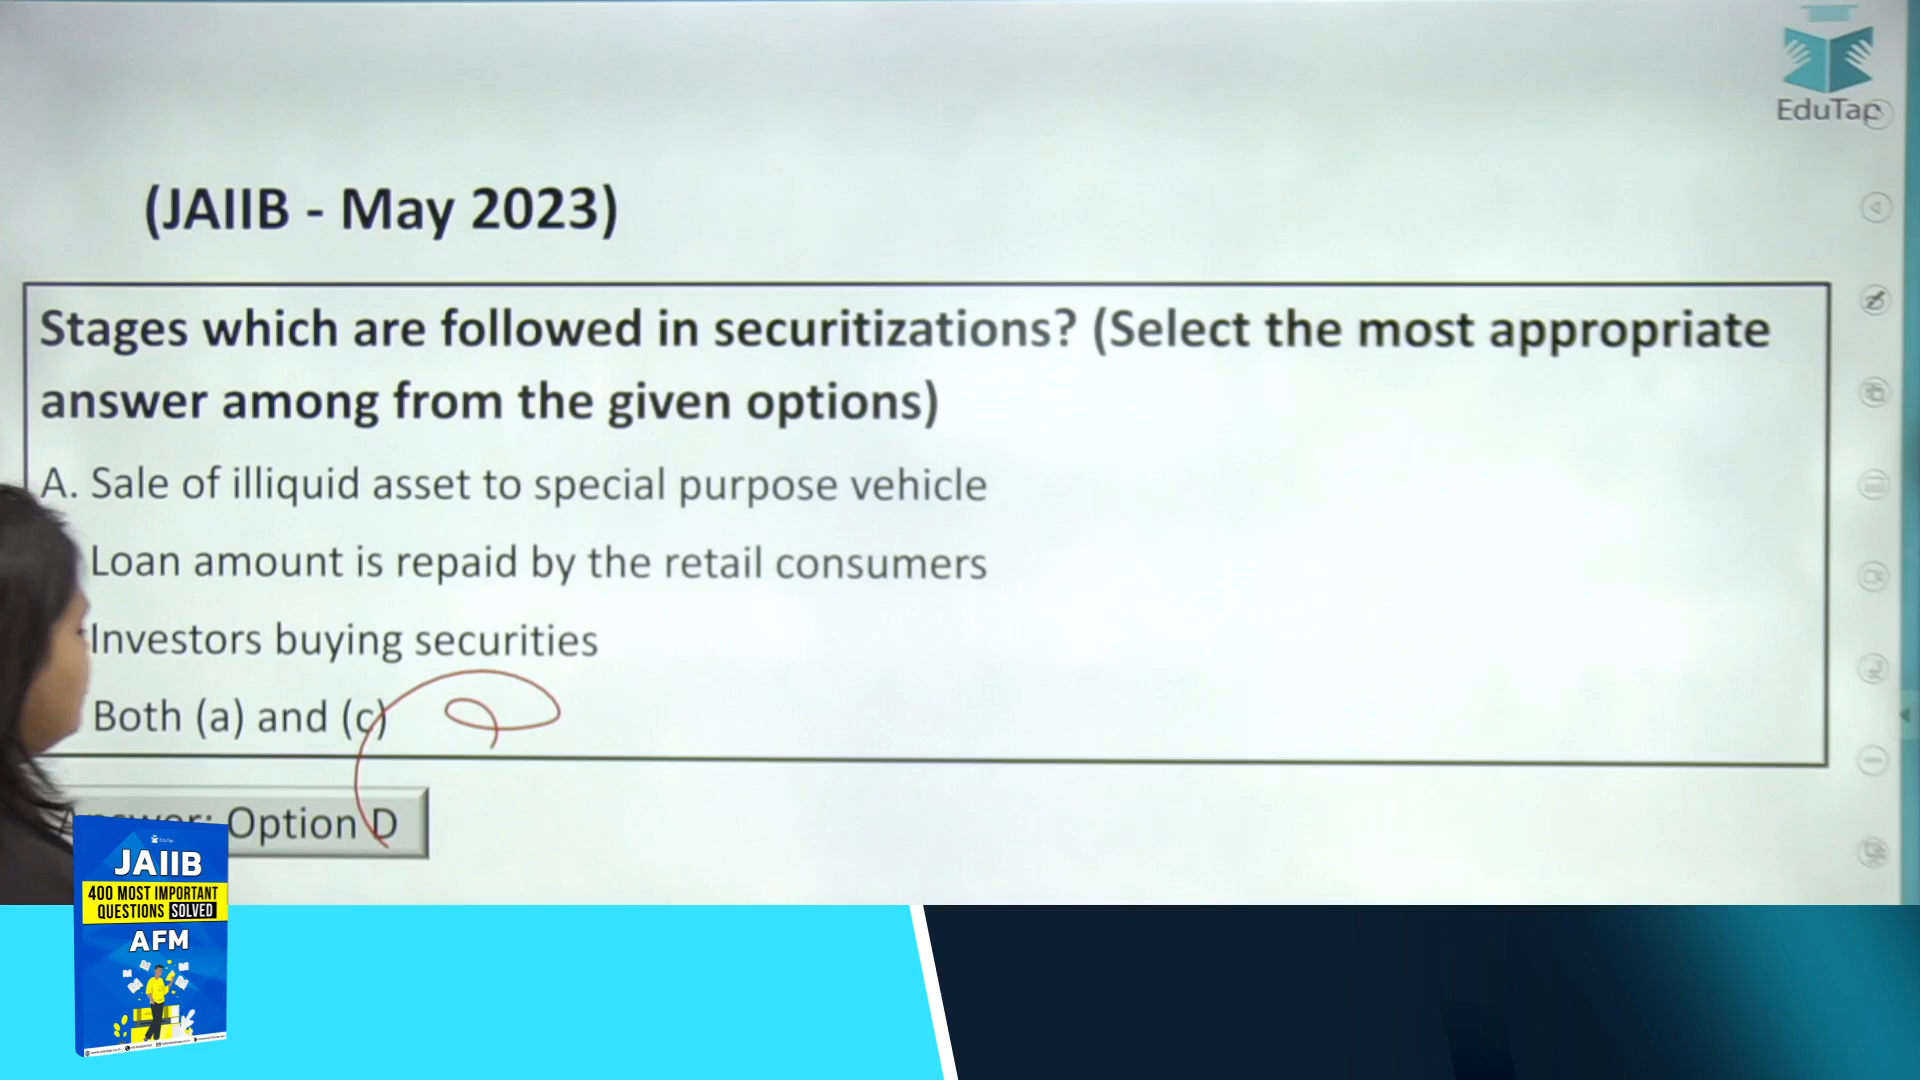 EduTap
(JAIIB - May 2023)
Stages which are followed in securitizations? (Select the most appropriate
answer among from the given options)
A. Sale of illiquid asset to special purpose vehicle
Loan amount is repaid by the retail consumers
Investors buying securities
Both (a) and (c)
Answer: Option D
JAIIB
400 MOST IMPORTANT
QUESTIONS SOLVED
AFM